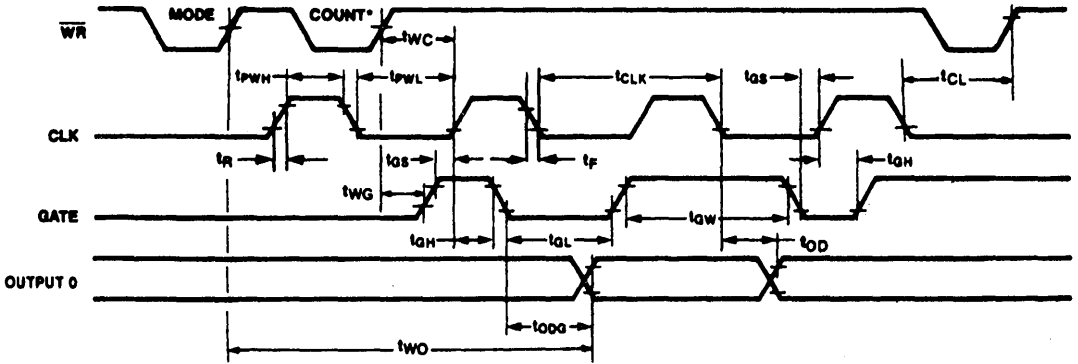 MODE COUNT*
WR
tWC
tPWH tPWL tCLK tGS tCL
CLK
tR tGS tF tGH
tWG
GATE
tGH tGL tGW tOD
OUTPUT 0
tODG
tWO